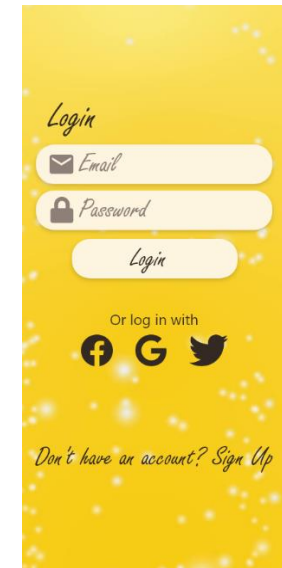 Login
Email
Password
Login
Or log in with
Don't have an account? Sign Up